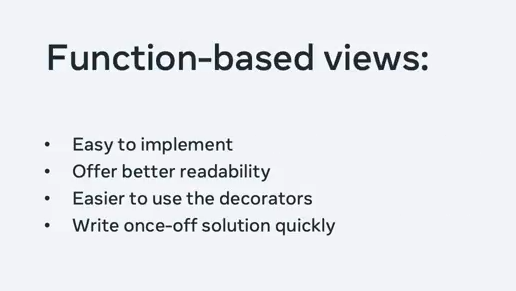 Function-based views:
• Easy to implement
• Offer better readability
• Easier to use the decorators
• Write once-off solution quickly